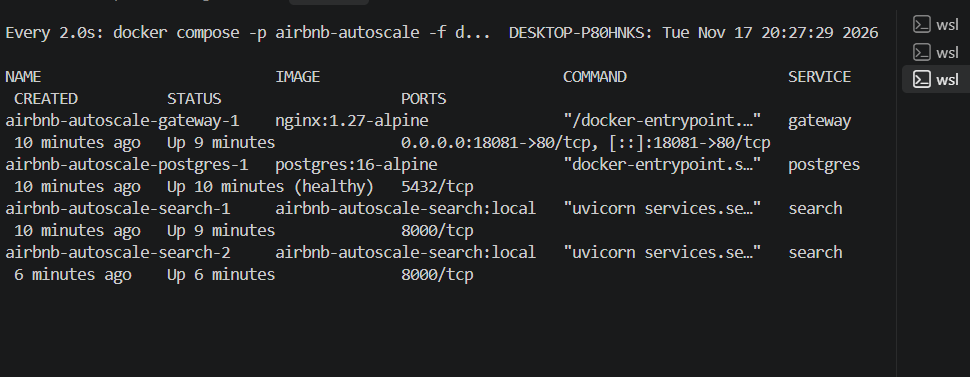 Every 2.0s: docker compose -p airbnb-autoscale -f d... DESKTOP-P80HNKS: Tue Nov 17 20:27:29 2026
wsl
wsl
wsl
NAME IMAGE COMMAND SERVICE
CREATED STATUS PORTS
airbnb-autoscale-gateway-1 nginx:1.27-alpine "/docker-entrypoint.…" gateway
10 minutes ago Up 9 minutes 0.0.0.0:18081->80/tcp, [::]:18081->80/tcp
airbnb-autoscale-postgres-1 postgres:16-alpine "docker-entrypoint.s…" postgres
10 minutes ago Up 10 minutes (healthy) 5432/tcp
airbnb-autoscale-search-1 airbnb-autoscale-search:local "uvicorn services.se…" search
10 minutes ago Up 9 minutes 8000/tcp
airbnb-autoscale-search-2 airbnb-autoscale-search:local "uvicorn services.se…" search
6 minutes ago Up 6 minutes 8000/tcp